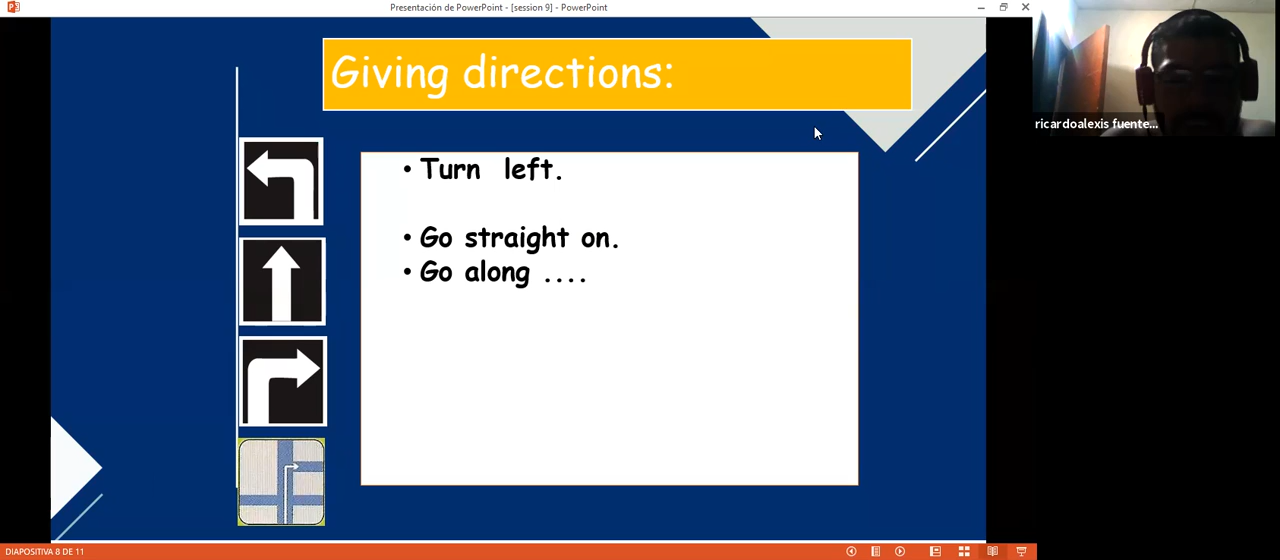 Presentación de PowerPoint - [session 9] - PowerPoint
Giving directions:
ricardoalexis fuente...
• Turn left.
• Go straight on.
• Go along ....
DIAPOSITIVA 8 DE 11